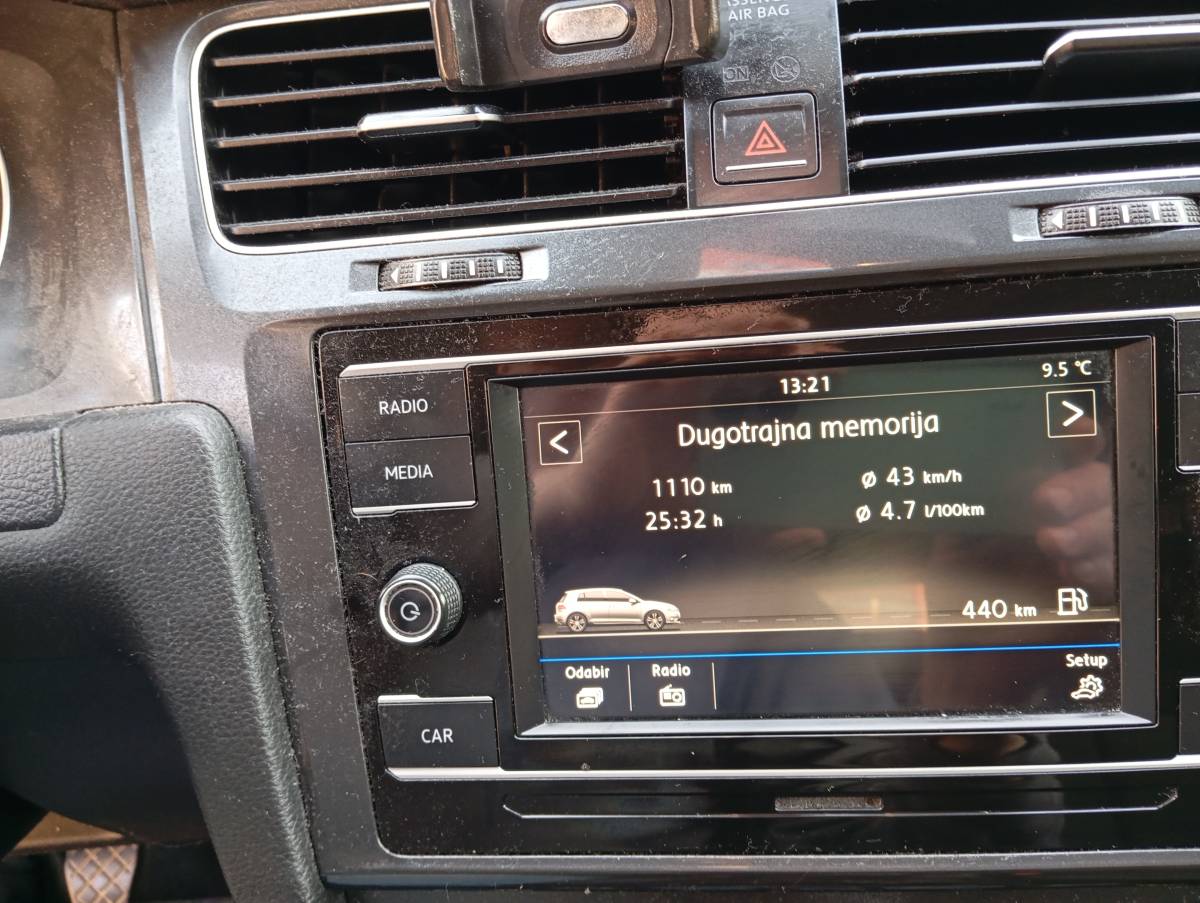 AIR BAG
ON
RADIO
MEDIA
CAR
13:21
9.5 °C
<
Dugotrajna memorija
>
1110 km
ø 43 km/h
25:32 h
ø 4.7 l/100km
440 km
Odabir
Radio
Setup